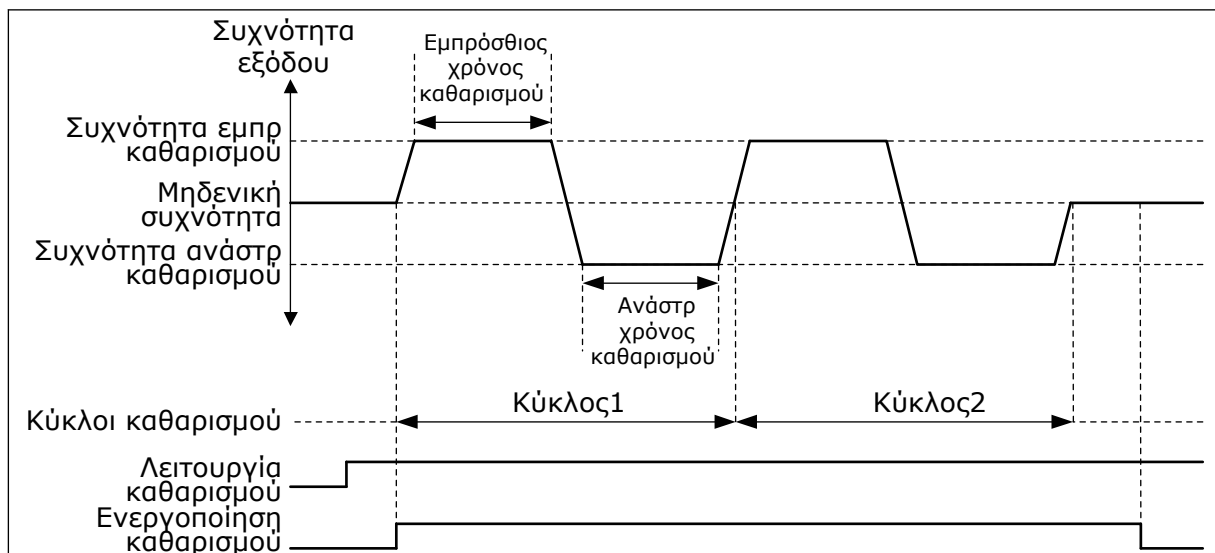 Συχνότητα
εξόδου
Εμπρόσθιος
χρόνος
καθαρισμού
Συχνότητα εμπρ
καθαρισμού
Μηδενική
συχνότητα
Συχνότητα ανάστρ
καθαρισμού
Ανάστρ
χρόνος
καθαρισμού
Κύκλοι καθαρισμού
Κύκλος1
Κύκλος2
Λειτουργία
καθαρισμού
Ενεργοποίηση
καθαρισμού